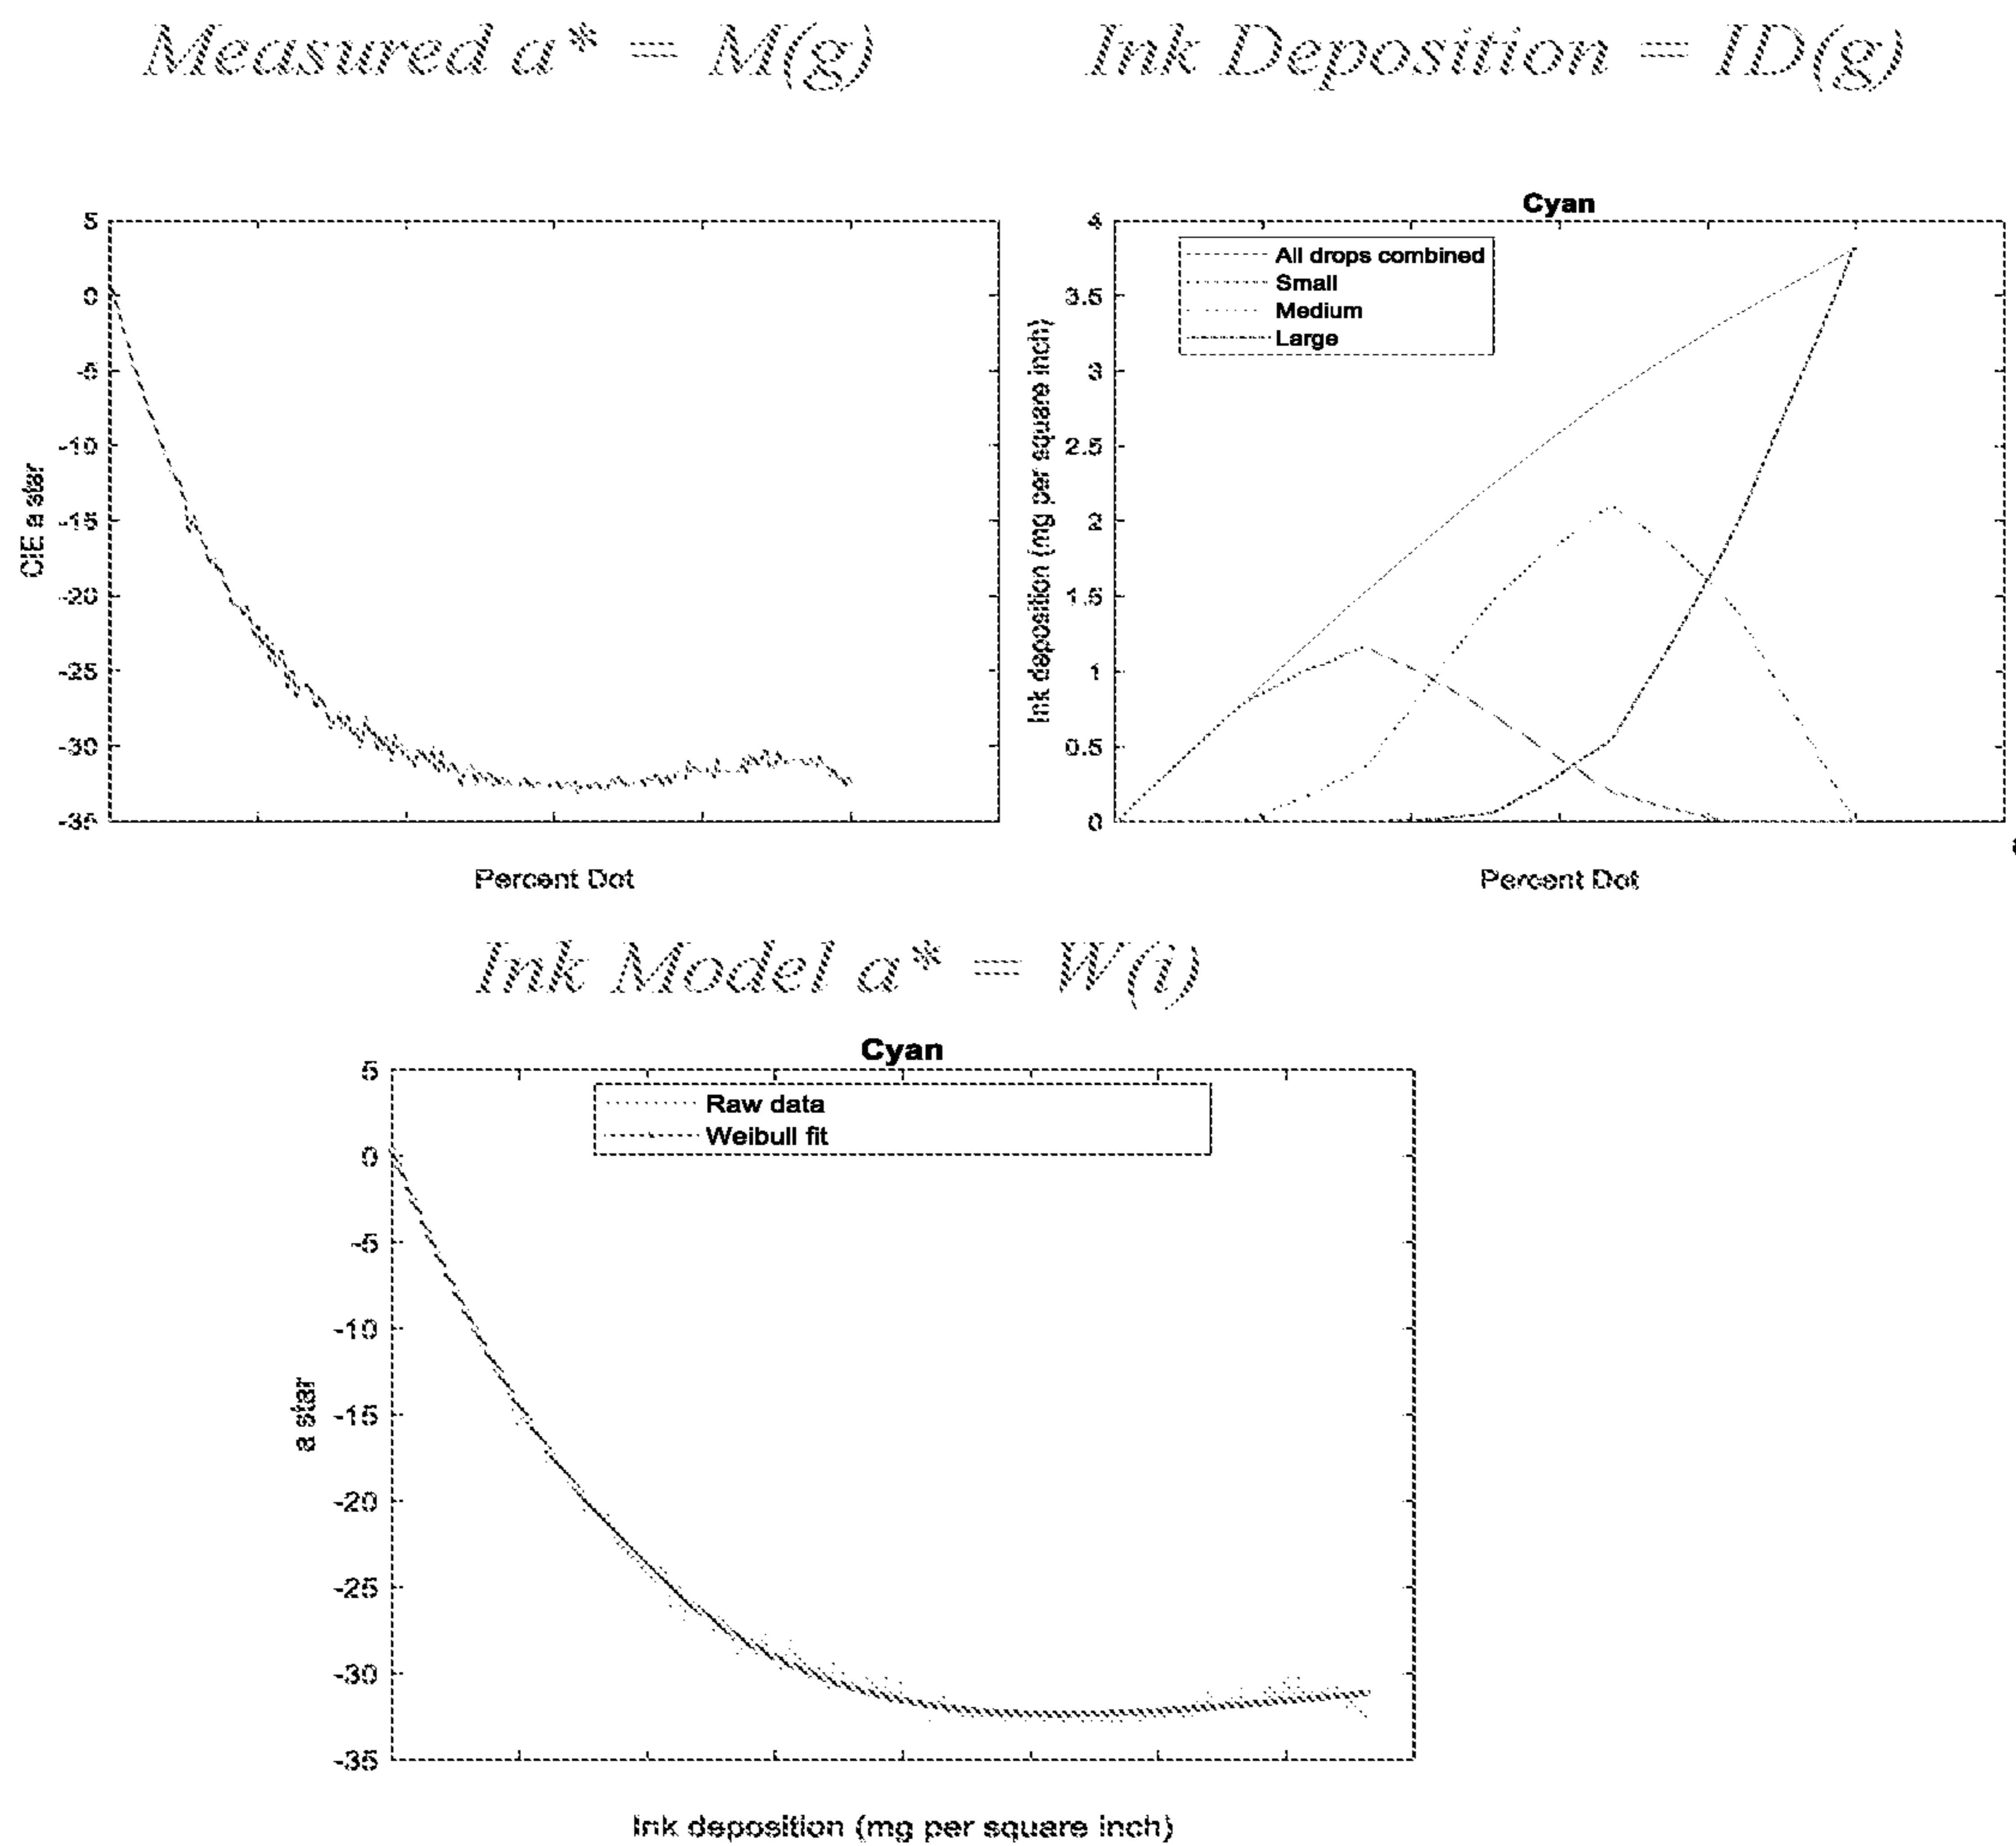 Measured a* = M(g)
Ink Deposition = ID(g)
5
0
-5
-10
-15
-20
-25
-30
-35
CIE a star
Percent Dot
Cyan
All drops combined
Small
Medium
Large
4
3.5
3
2.5
2
1.5
1
0.5
0
Ink deposition (mg per square inch)
Percent Dot
Ink Model a* = W(i)
Cyan
Raw data
Weibull fit
5
0
-5
-10
-15
-20
-25
-30
-35
a star
Ink deposition (mg per square inch)